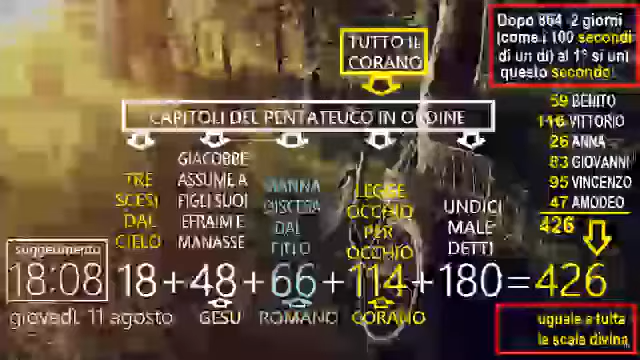 TUTTO IL
CORANO
Dopo 864 2 giorni
(come i 100 secondi
di un di) al 1° si unì
questo secondo
CAPITOLI DEL PENTATEUCO IN ORDINE
TRE
SCESI
DAL
CIELO
GIACOBBE
ASSUME A
FIGLI SUOI
EFRAIM E
MANASSE
MANNA
DISCESA
DAL
CIELO
LEGGE
OCCHIO
PER
OCCHIO
UNDICI
MALE
DETTI
59 BENITO
116 VITTORIO
26 ANNA
83 GIOVANNI
95 VINCENZO
47 AMODEO
426
suggerimento
18:08
18+48+66+114+180=426
giovedì, 11 agosto
GESU
ROMANO
CORANO
uguale a tutta
la scala divina